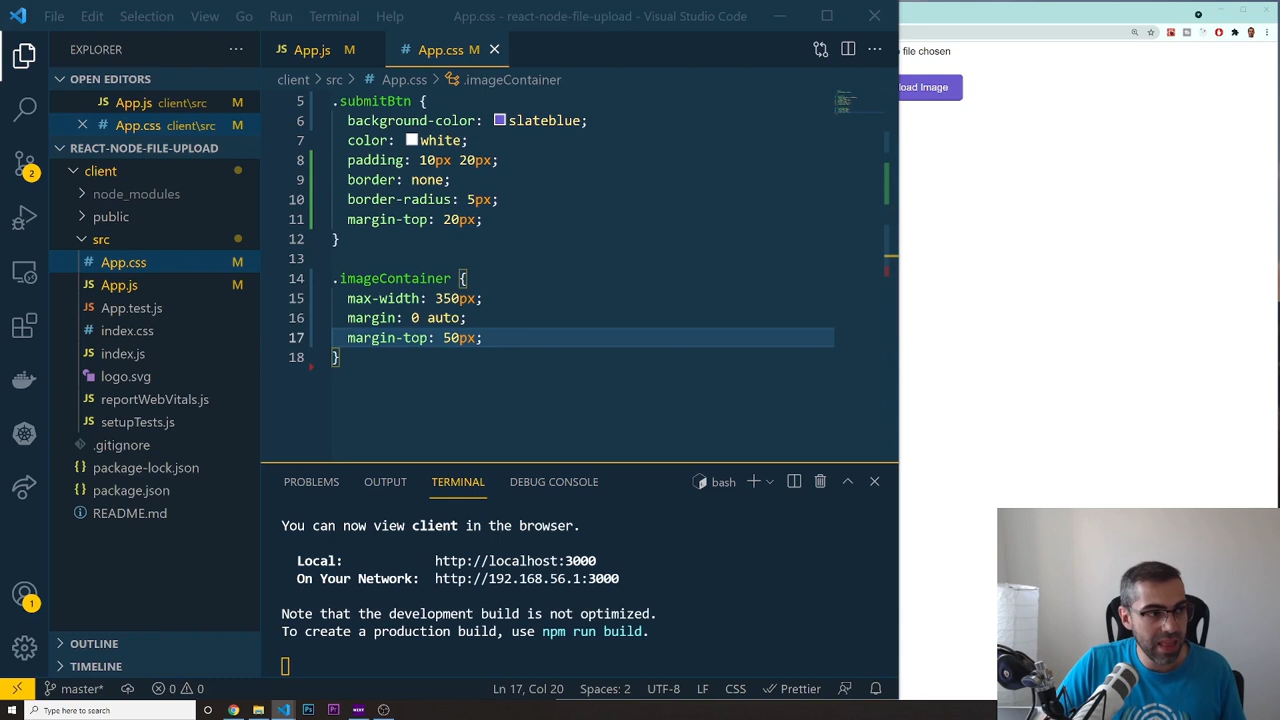 File Edit Selection View Go Run Terminal Help App.css - react-node-file-upload - Visual Studio Code
EXPLORER
OPEN EDITORS
App.js client\src M
App.css client\src M
REACT-NODE-FILE-UPLOAD
client
node_modules
public
src
App.css M
App.js M
App.test.js
index.css
index.js
logo.svg
reportWebVitals.js
setupTests.js
.gitignore
package-lock.json
package.json
README.md
OUTLINE
TIMELINE
2
1
App.js M
App.css M
client > src > App.css > .imageContainer
5 .submitBtn {
6 background-color: slateblue;
7 color: white;
8 padding: 10px 20px;
9 border: none;
10 border-radius: 5px;
11 margin-top: 20px;
12 }
13
14 .imageContainer {
15 max-width: 350px;
16 margin: 0 auto;
17 margin-top: 50px;
18 }
PROBLEMS OUTPUT TERMINAL DEBUG CONSOLE bash
You can now view client in the browser.
Local: http://localhost:3000
On Your Network: http://192.168.56.1:3000
Note that the development build is not optimized.
To create a production build, use npm run build.
master* 0 0 Ln 17, Col 20 Spaces: 2 UTF-8 LF CSS Prettier
Type here to search
file chosen
load Image